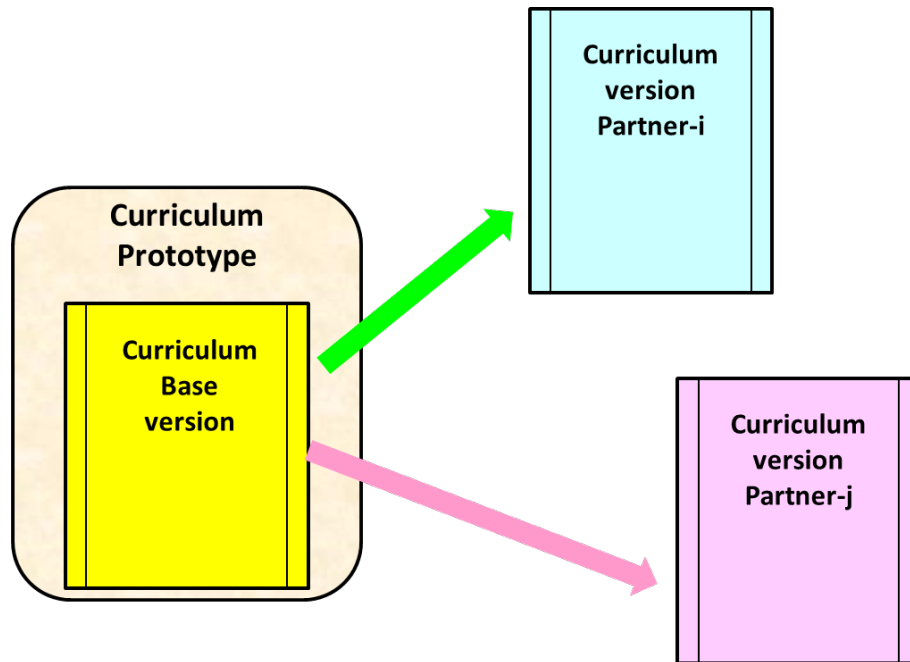 Curriculum
Prototype
Curriculum
Base
version
Curriculum
version
Partner-i
Curriculum
version
Partner-j